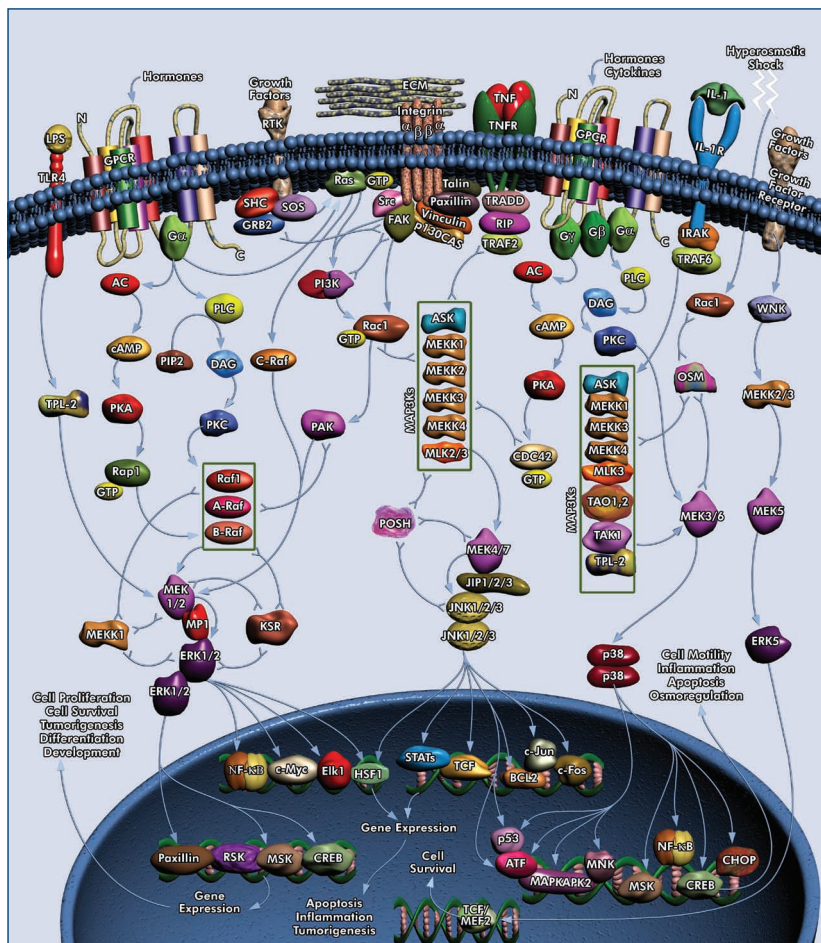 Hormones
Growth
Factors
RTK
ECM
Integrin
α β β α
TNF
TNFR
Hormones
Cytokines
Hyperosmotic
Shock
IL-1
IL-1R
Growth
Factors
Growth
Factor
Receptor
LPS
TLR4
N
GPCR
C
Gα
SHC
GRB2
SOS
Ras
GTP
Src
FAK
Talin
Paxillin
Vinculin
p130CAS
TRADD
RIP
TRAF2
N
GPCR
C
Gγ
Gβ
Gα
IRAK
TRAF6
AC
PLC
cAMP
PIP2
DAG
C-Raf
PI3K
Rac1
GTP
TPL-2
PKA
PKC
PAK
Rap1
GTP
Raf1
A-Raf
B-Raf
MAP3Ks
ASK
MEKK1
MEKK2
MEKK3
MEKK4
MLK2/3
AC
PLC
DAG
cAMP
PKC
PKA
CDC42
GTP
Rac1
WNK
OSM
MEKK2/3
MAP3Ks
ASK
MEKK1
MEKK3
MEKK4
MLK3
TAO1,2
TAK1
TPL-2
MEK3/6
MEK5
POSH
MEK4/7
JIP1/2/3
JNK1/2/3
JNK1/2/3
MEK
1/2
MP1
MEKK1
KSR
ERK1/2
ERK1/2
p38
p38
ERK5
Cell Motility
Inflammation
Apoptosis
Osmoregulation
Cell Proliferation
Cell Survival
Tumorigenesis
Differentiation
Development
NF-κB
c-Myc
Elk1
HSF1
STATs
TCF
BCL2
c-Jun
c-Fos
Gene Expression
Paxillin
RSK
MSK
CREB
Gene
Expression
Apoptosis
Inflammation
Tumorigenesis
Cell
Survival
p53
ATF
MAPKAPK2
MNK
MSK
NF-κB
CREB
CHOP
TCF/
MEF2